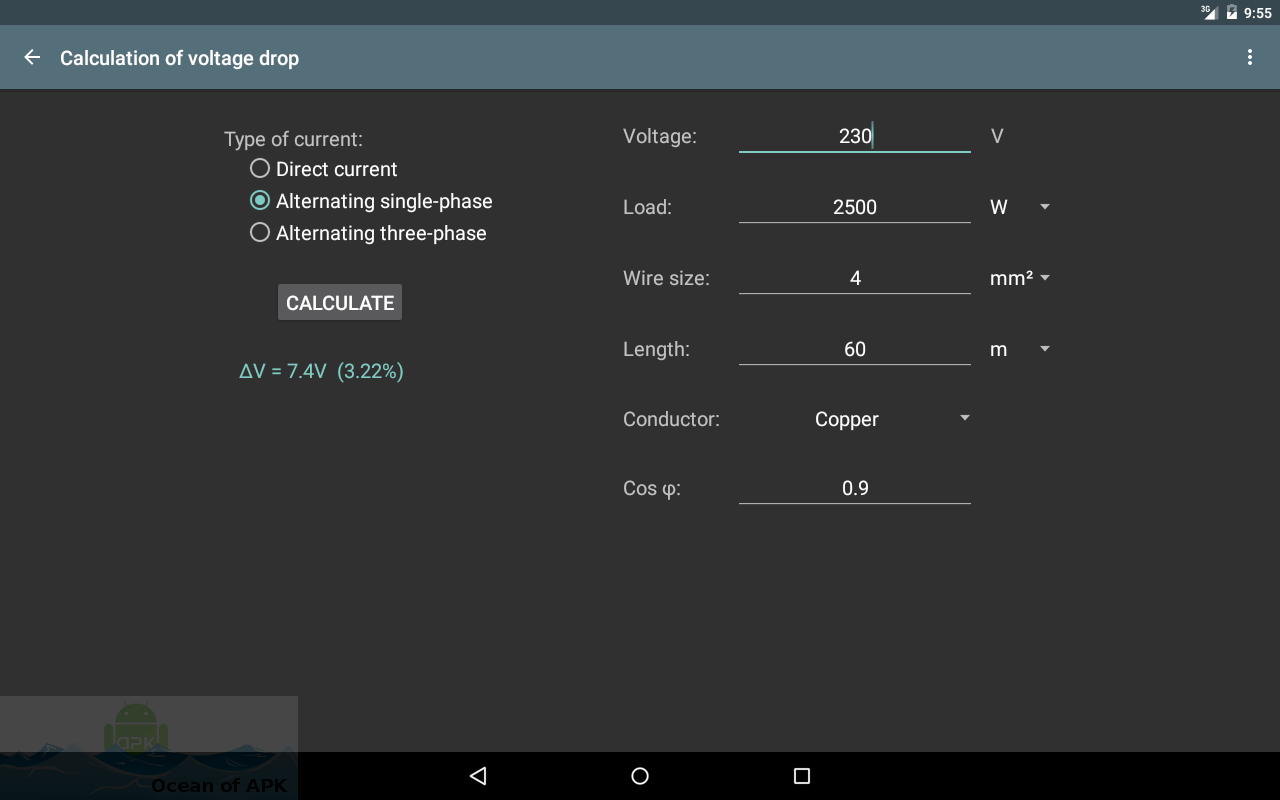 3G 9:55
Calculation of voltage drop
Type of current:
Direct current
Alternating single-phase
Alternating three-phase
CALCULATE
ΔV = 7.4V (3.22%)
Voltage: 230 V
Load: 2500 W
Wire size: 4 mm²
Length: 60 m
Conductor: Copper
Cos φ: 0.9
APK
Ocean of APK